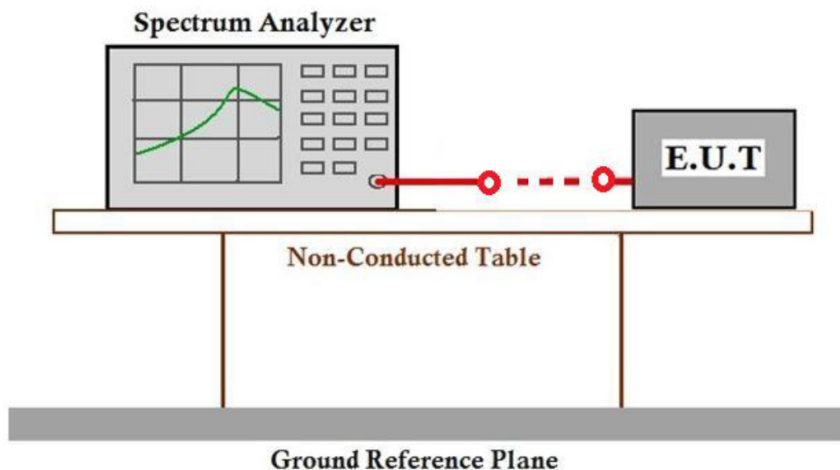 Spectrum Analyzer
E.U.T
Non-Conducted Table
Ground Reference Plane